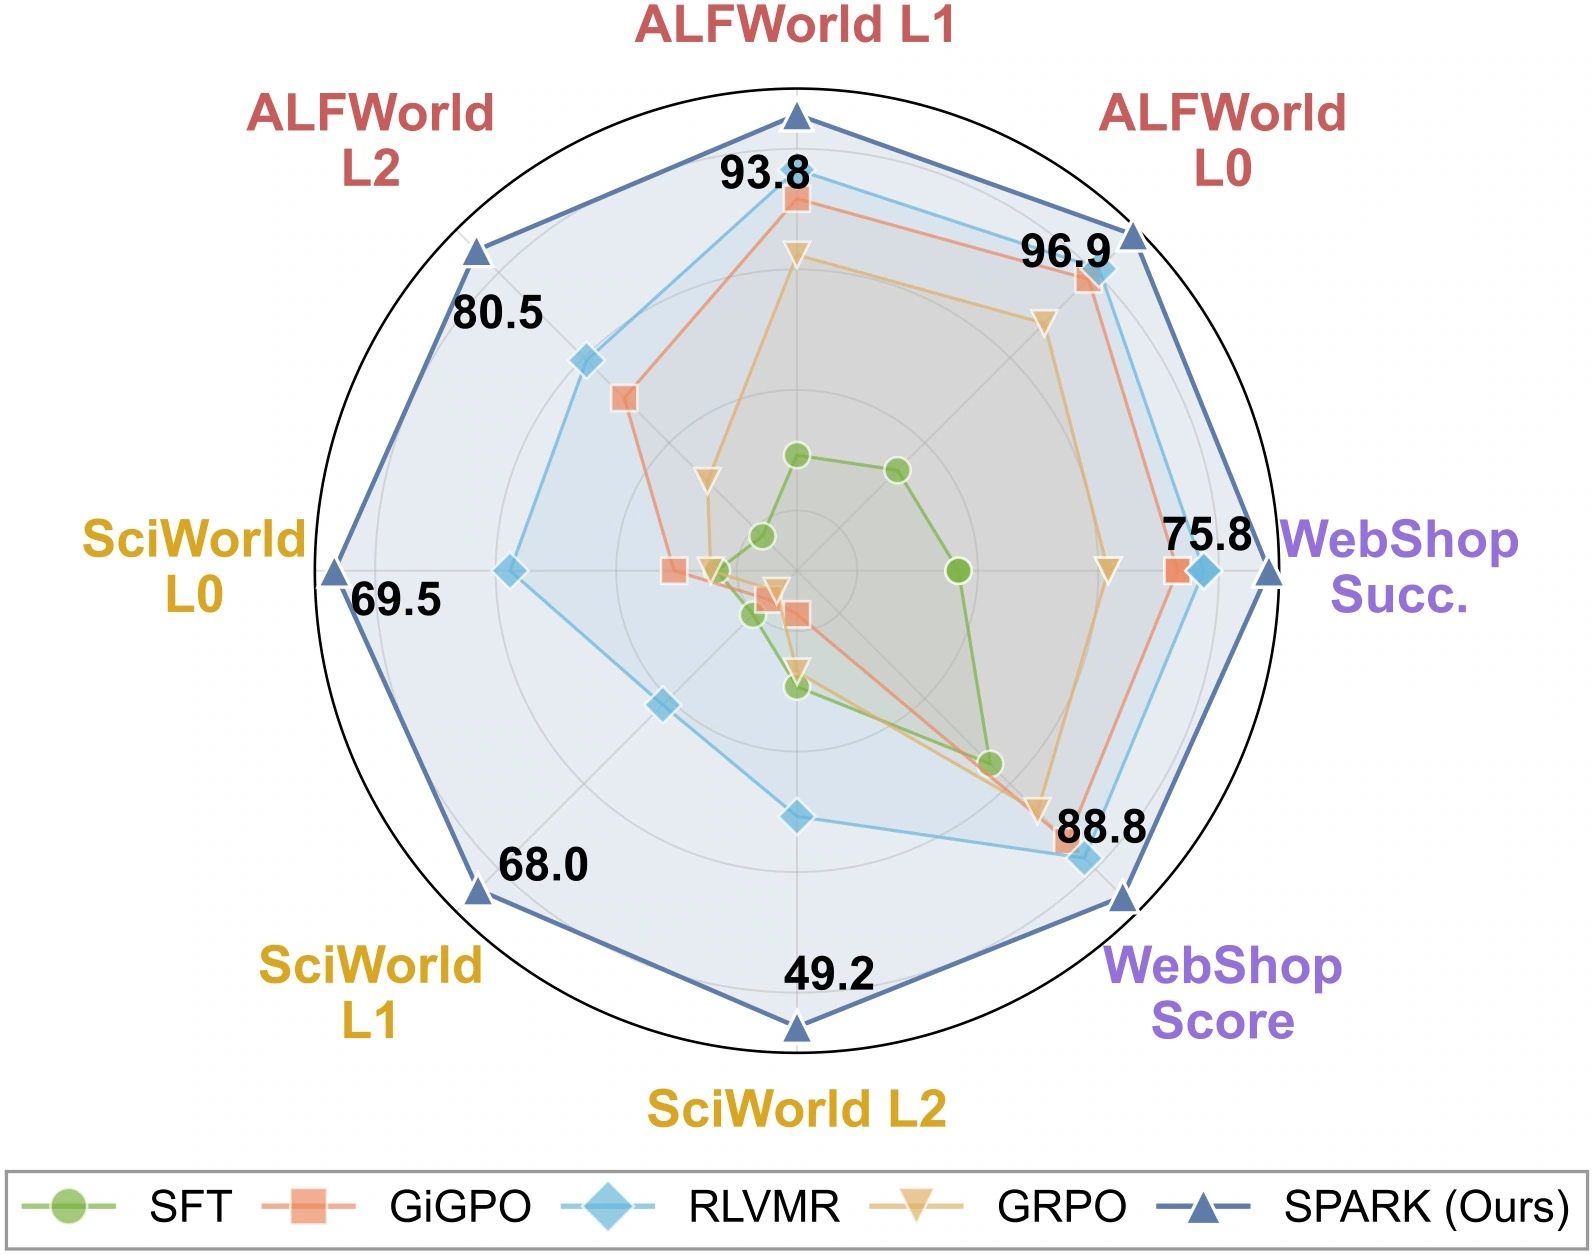 ALFWorld L1
ALFWorld
L2
ALFWorld
L0
93.8
96.9
80.5
SciWorld
L0
69.5
75.8
WebShop
Succ.
68.0
88.8
49.2
SciWorld
L1
WebShop
Score
SciWorld L2
SFT
GiGPO
RLVMR
GRPO
SPARK (Ours)